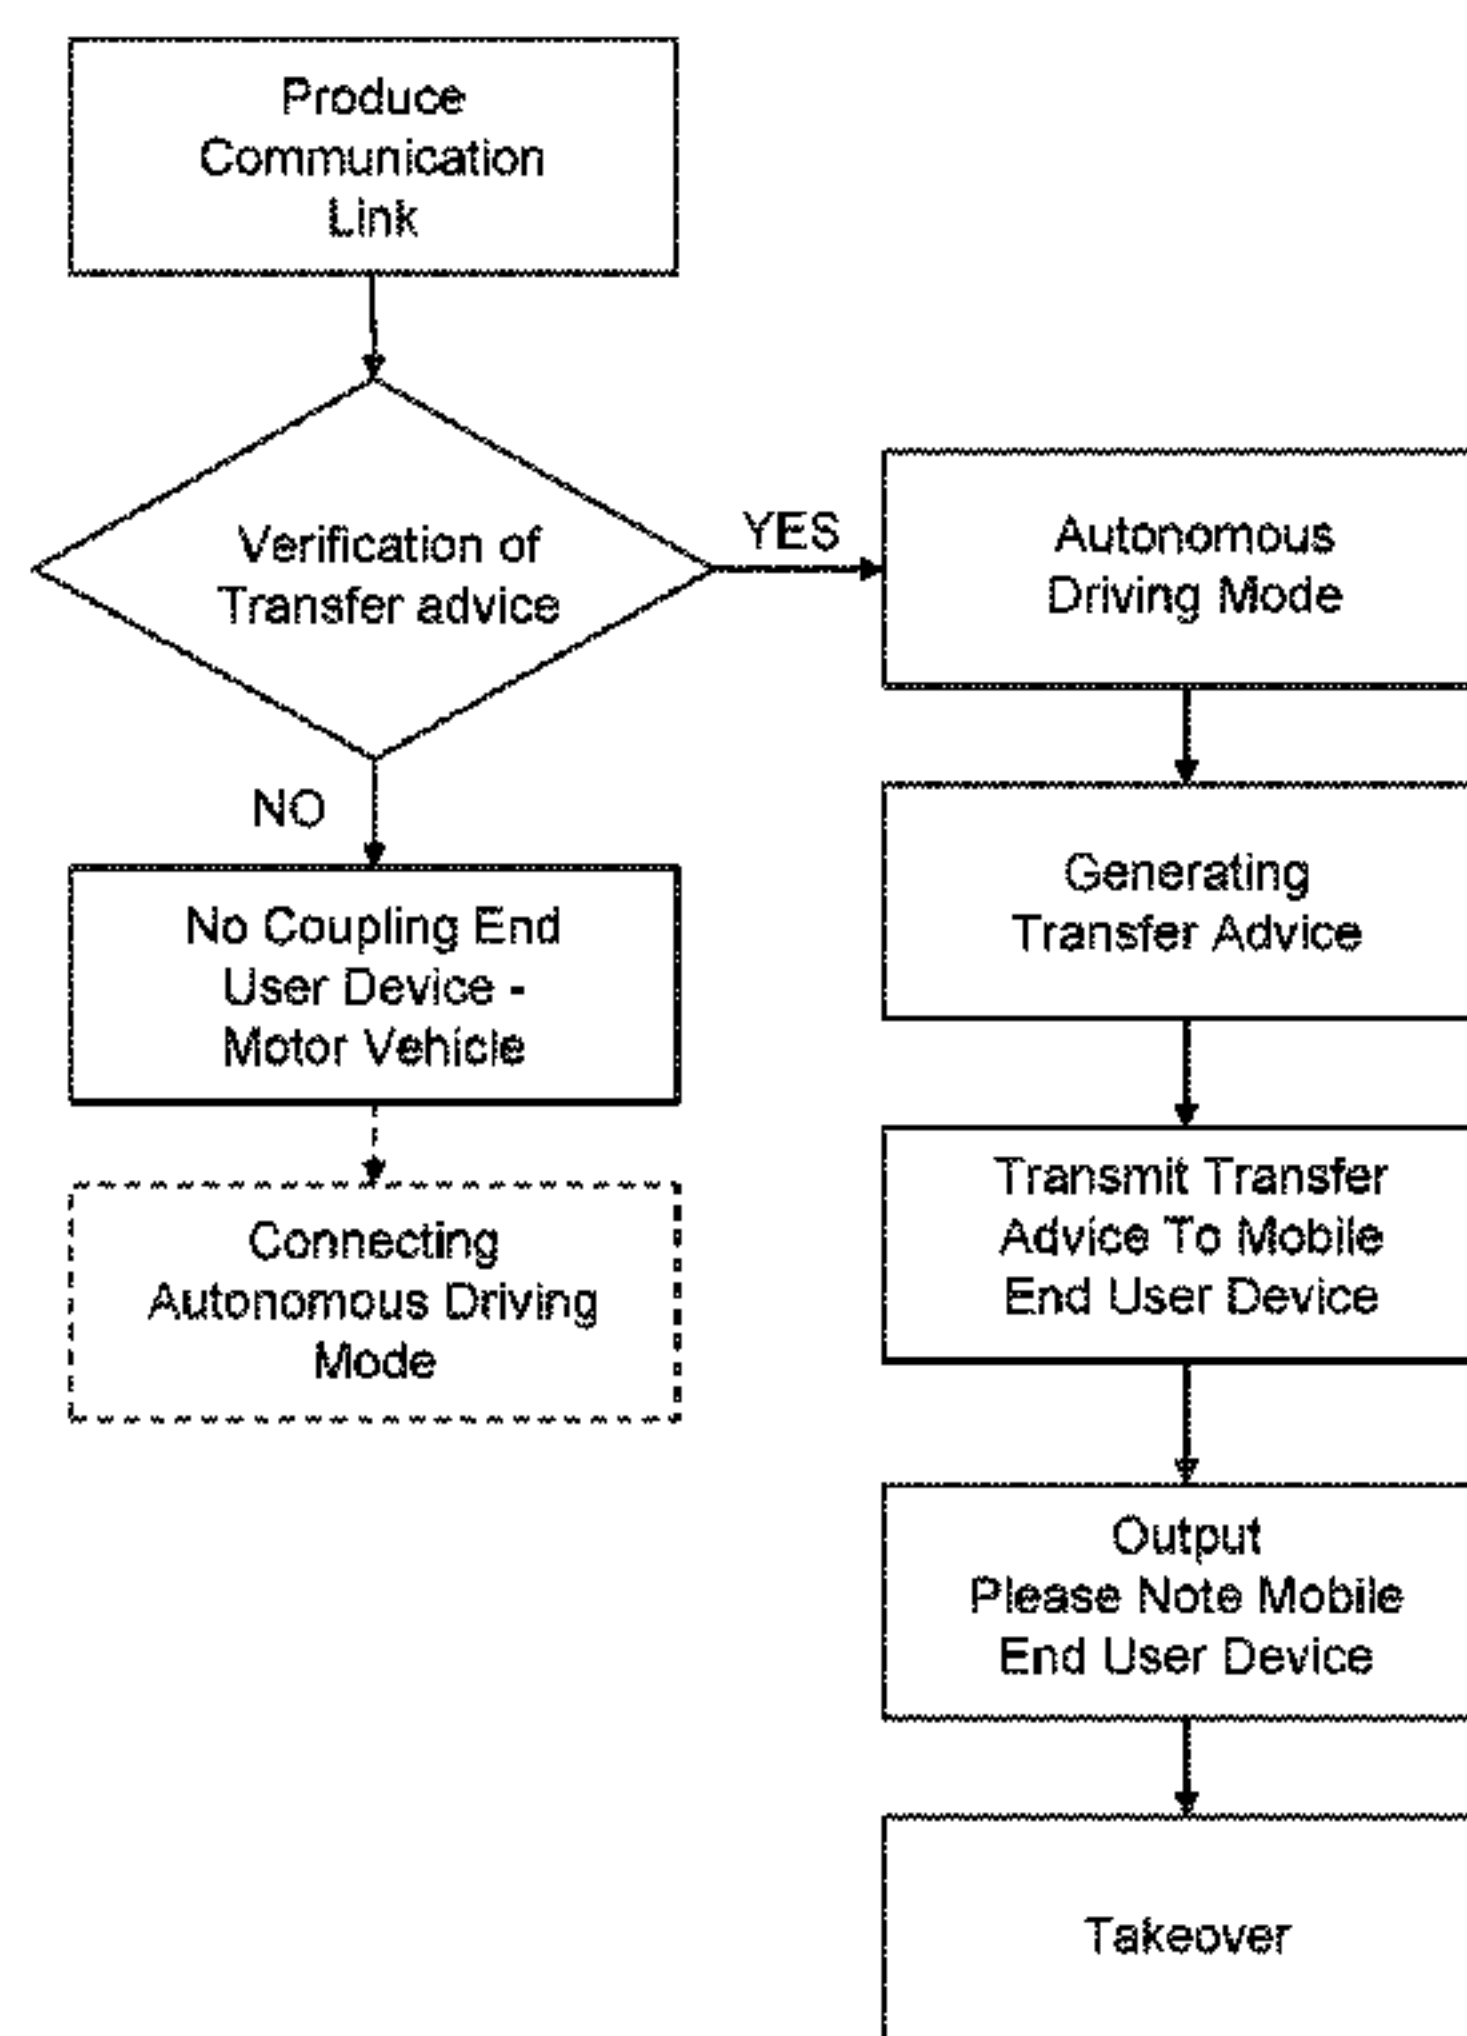 Produce
Communication
Link
Verification of
Transfer advice
YES
NO
No Coupling End
User Device -
Motor Vehicle
Connecting
Autonomous Driving
Mode
Autonomous
Driving Mode
Generating
Transfer Advice
Transmit Transfer
Advice To Mobile
End User Device
Output
Please Note Mobile
End User Device
Takeover